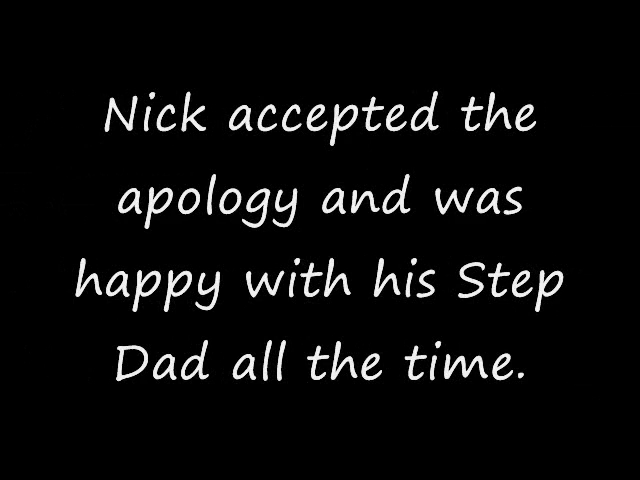 Nick accepted the
apology and was
happy with his Step
Dad all the time.